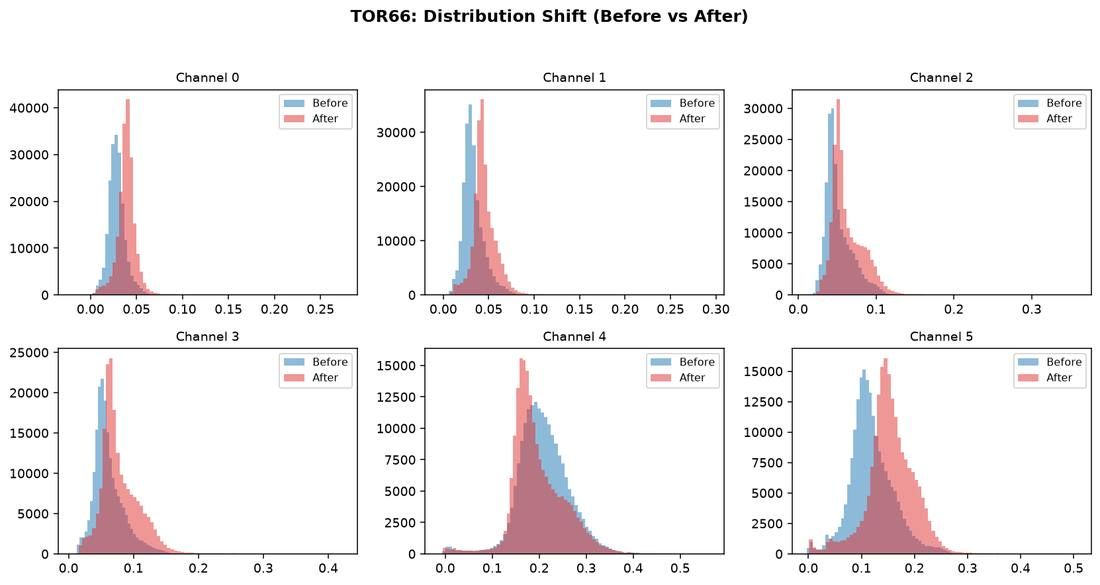 TOR66: Distribution Shift (Before vs After)
Channel 0
Before
After
40000
30000
20000
10000
0
0.00 0.05 0.10 0.15 0.20 0.25
Channel 1
Before
After
30000
20000
10000
0
0.00 0.05 0.10 0.15 0.20 0.25 0.30
Channel 2
Before
After
30000
25000
20000
15000
10000
5000
0
0.0 0.1 0.2 0.3
Channel 3
Before
After
25000
20000
15000
10000
5000
0
0.0 0.1 0.2 0.3 0.4
Channel 4
Before
After
15000
12500
10000
7500
5000
2500
0
0.0 0.1 0.2 0.3 0.4 0.5
Channel 5
Before
After
15000
12500
10000
7500
5000
2500
0
0.0 0.1 0.2 0.3 0.4 0.5